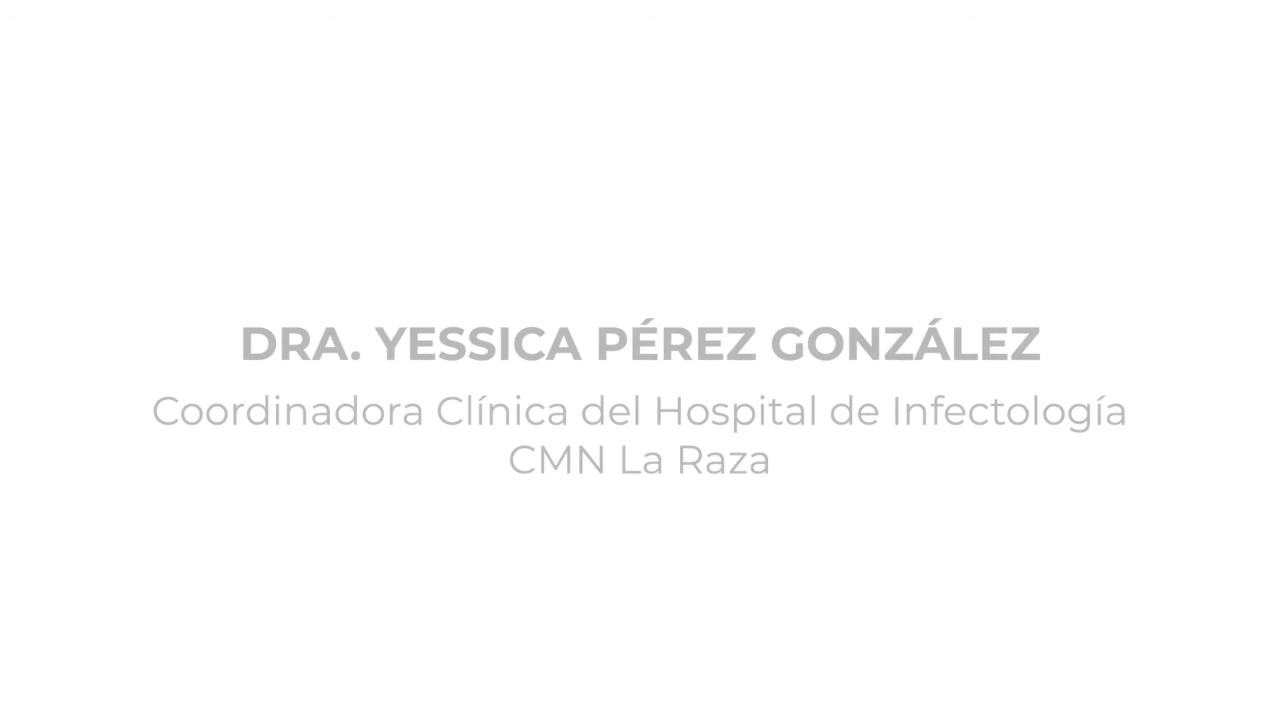 DRA. YESSICA PÉREZ GONZÁLEZ
Coordinadora Clínica del Hospital de Infectología
CMN La Raza